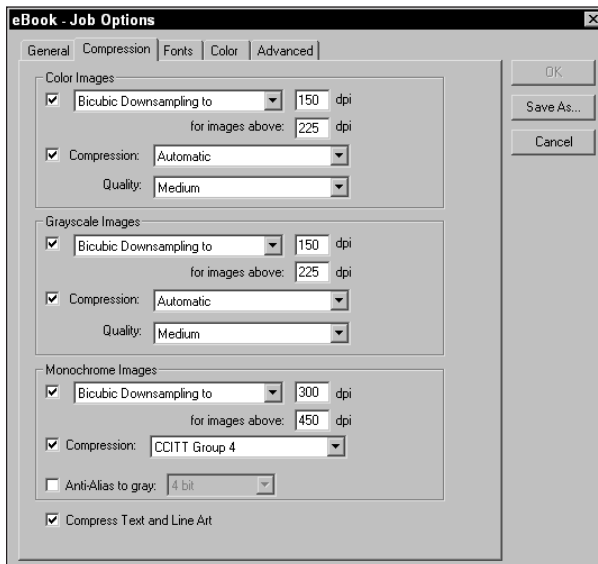 eBook - Job Options
General Compression Fonts Color Advanced
Color Images
Bicubic Downsampling to 150 dpi
for images above: 225 dpi
Compression: Automatic
Quality: Medium
Grayscale Images
Bicubic Downsampling to 150 dpi
for images above: 225 dpi
Compression: Automatic
Quality: Medium
Monochrome Images
Bicubic Downsampling to 300 dpi
for images above: 450 dpi
Compression: CCITT Group 4
Anti-Alias to gray: 4 bit
Compress Text and Line Art
OK
Save As...
Cancel